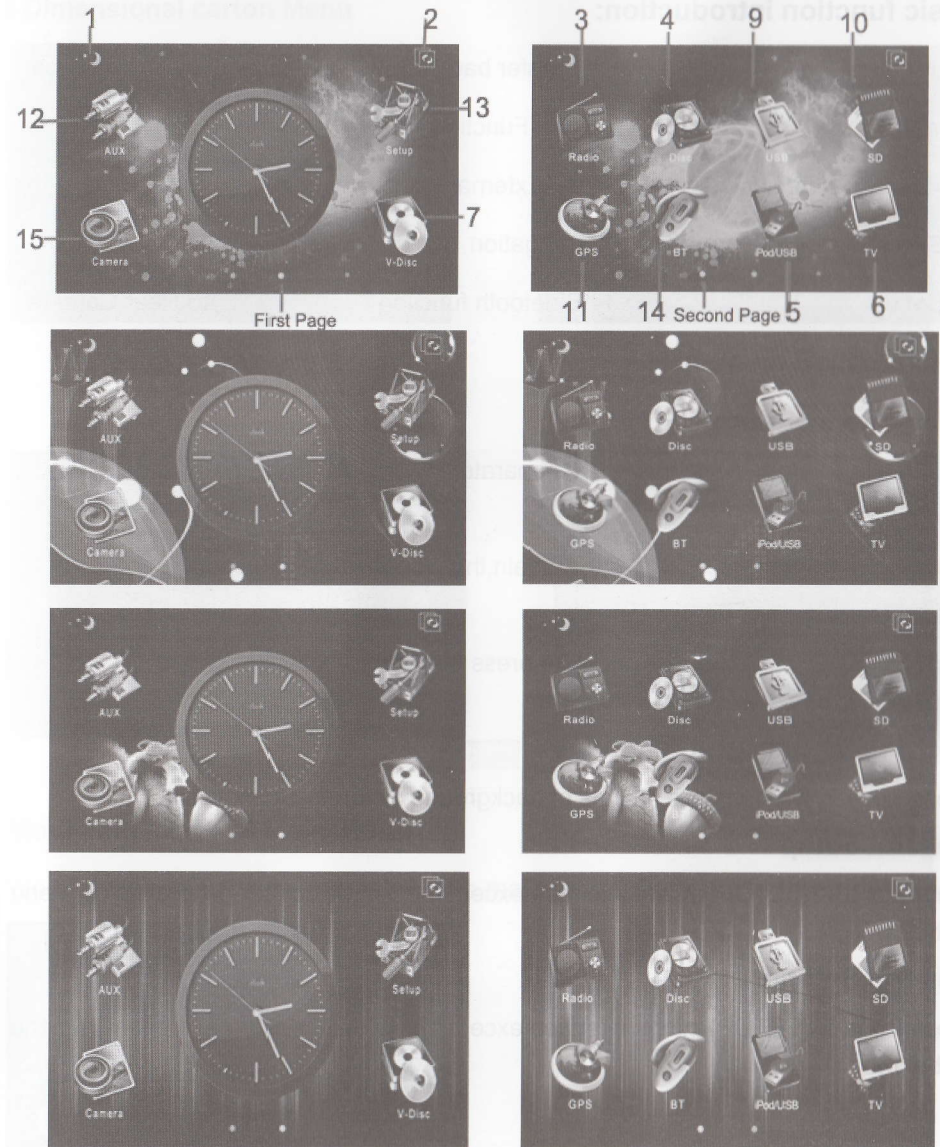 1 2 3 4 9 10
12 13
AUX Setup Radio Disc USB SD
15 7
Camera V-Disc GPS BT iPod/USB TV
First Page 11 14 Second Page 5 6
AUX Setup Radio Disc USB SD
Camera V-Disc GPS BT iPod/USB TV
AUX Setup Radio Disc USB SD
Camera V-Disc GPS BT iPod/USB TV
AUX Setup Radio Disc USB SD
Camera V-Disc GPS BT iPod/USB TV